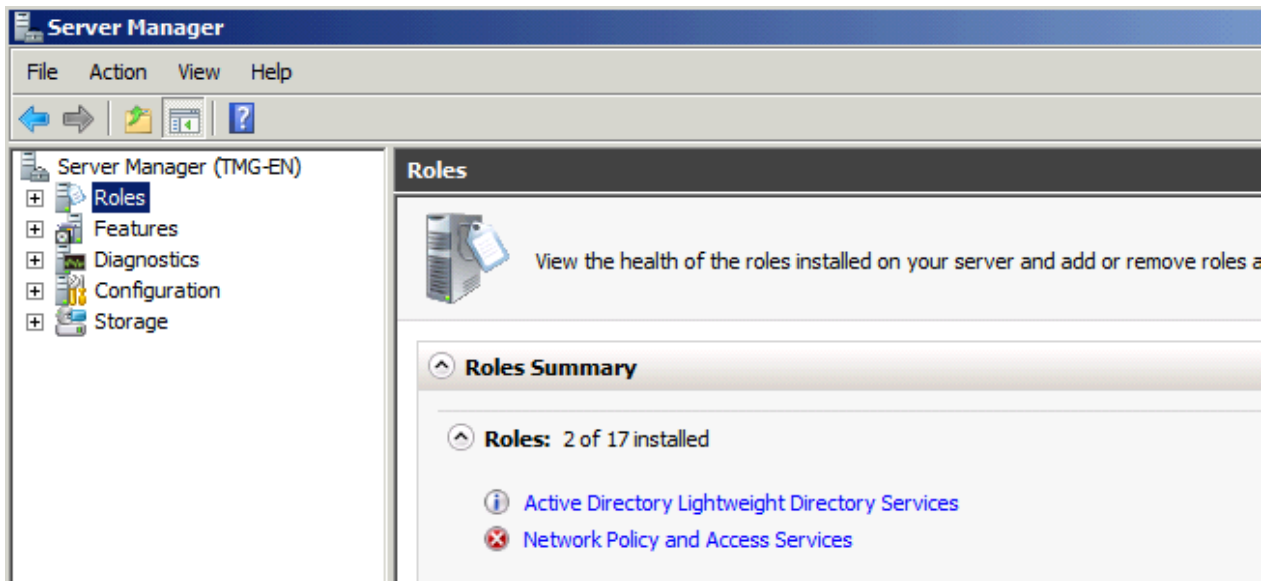 Server Manager
File Action View Help
Server Manager (TMG-EN)
Roles
Features
Diagnostics
Configuration
Storage
Roles
View the health of the roles installed on your server and add or remove roles a
Roles Summary
Roles: 2 of 17 installed
Active Directory Lightweight Directory Services
Network Policy and Access Services